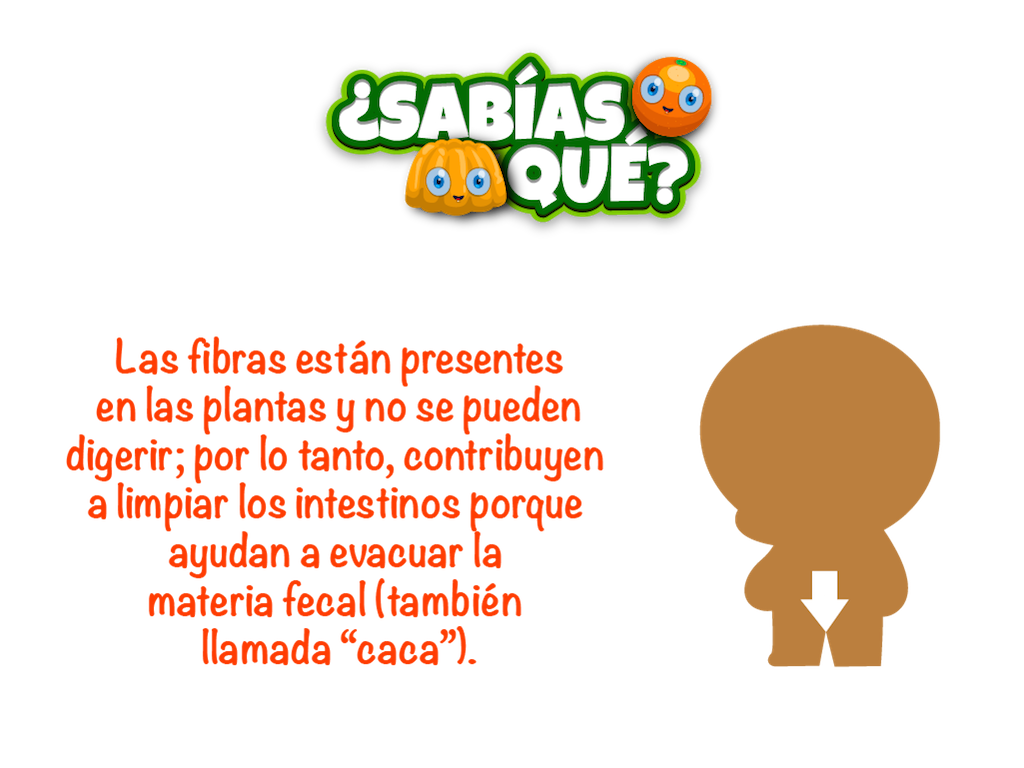 ¿SABÍAS
QUÉ?
Las fibras están presentes
en las plantas y no se pueden
digerir; por lo tanto, contribuyen
a limpiar los intestinos porque
ayudan a evacuar la
materia fecal (también
llamada “caca”).